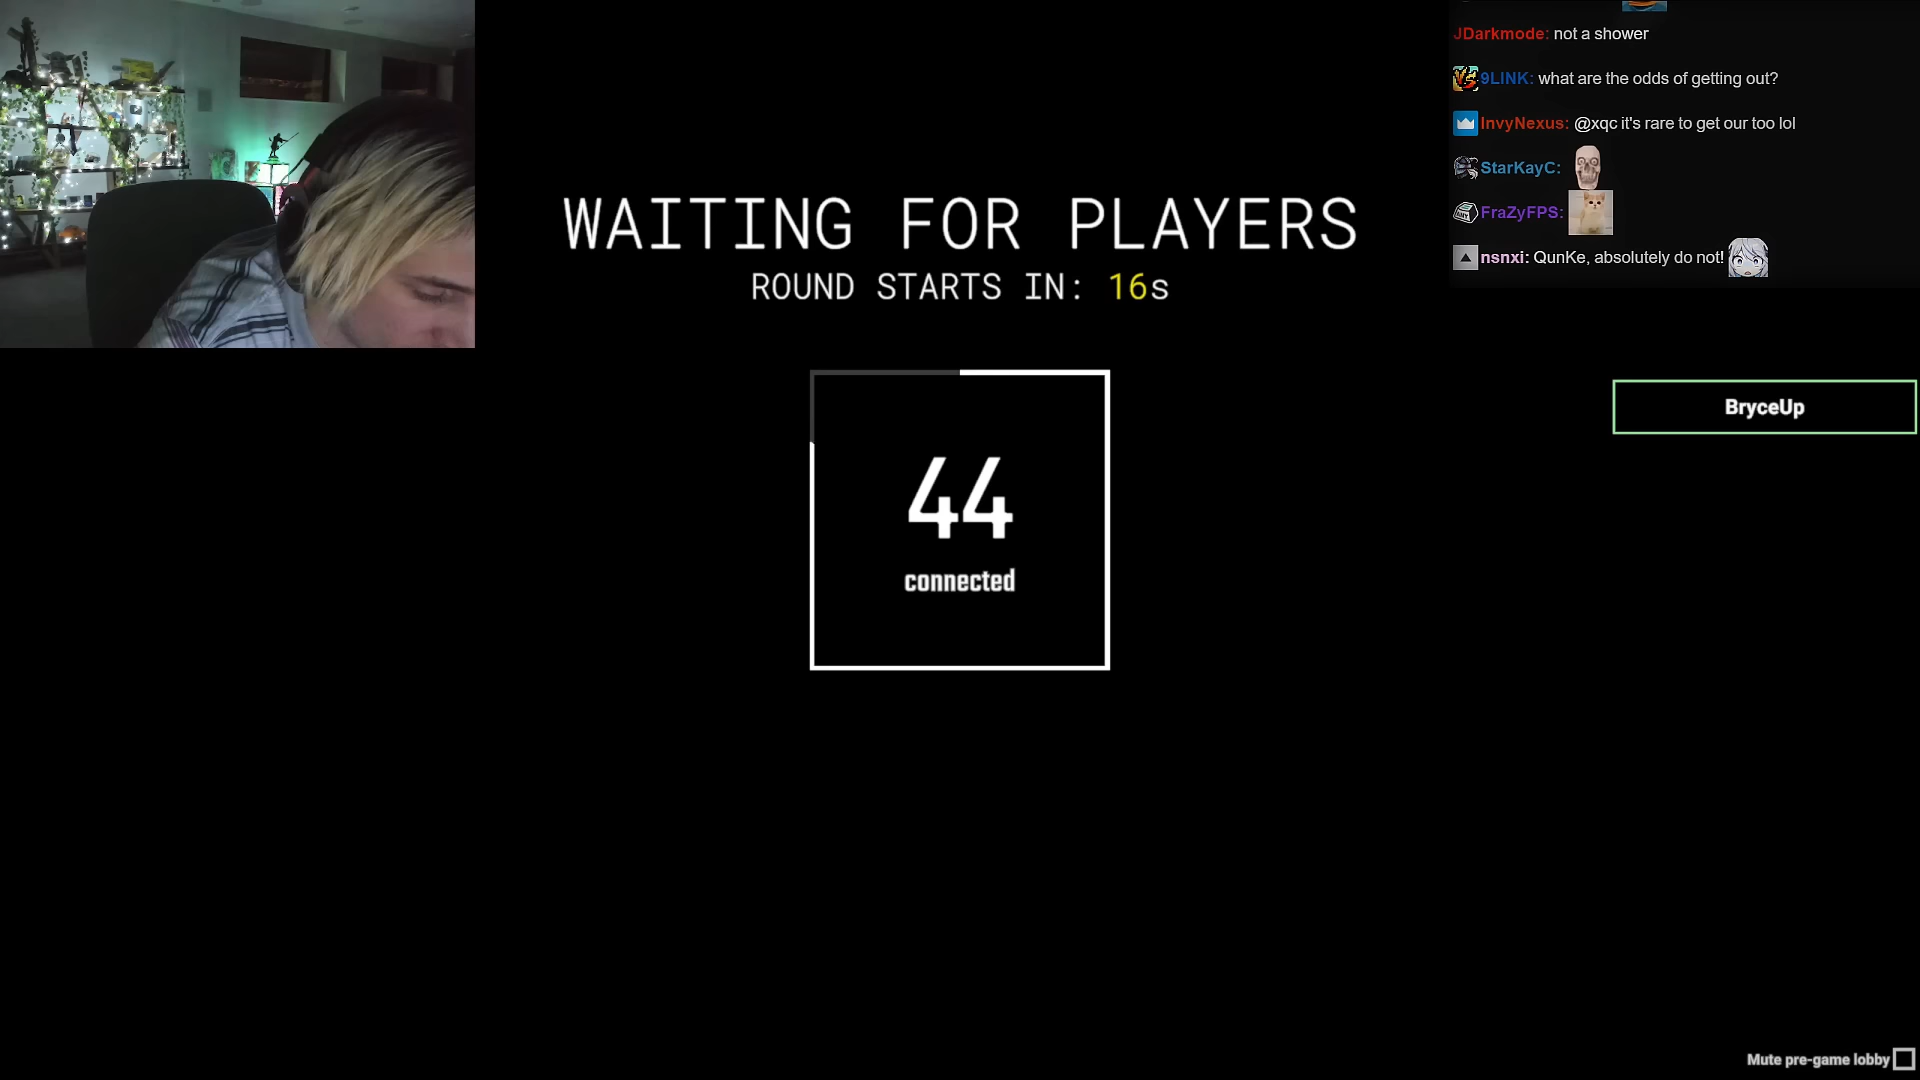 JDarkmode: not a shower
9LINK: what are the odds of getting out?
InvyNexus: @xqc it's rare to get our too lol
StarKayC:
FraZyFPS:
nsnxi: QunKe, absolutely do not!
WAITING FOR PLAYERS
ROUND STARTS IN: 16s
BryceUp
44
connected
Mute pre-game lobby